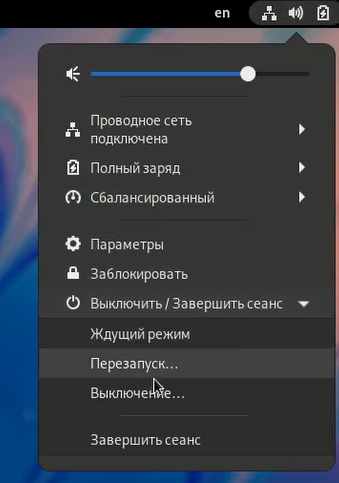 en
Проводное сеть
подключена
Полный заряд
Сбалансированный
Параметры
Заблокировать
Выключить / Завершить сеанс
Ждущий режим
Перезапуск…
Выключение…
Завершить сеанс